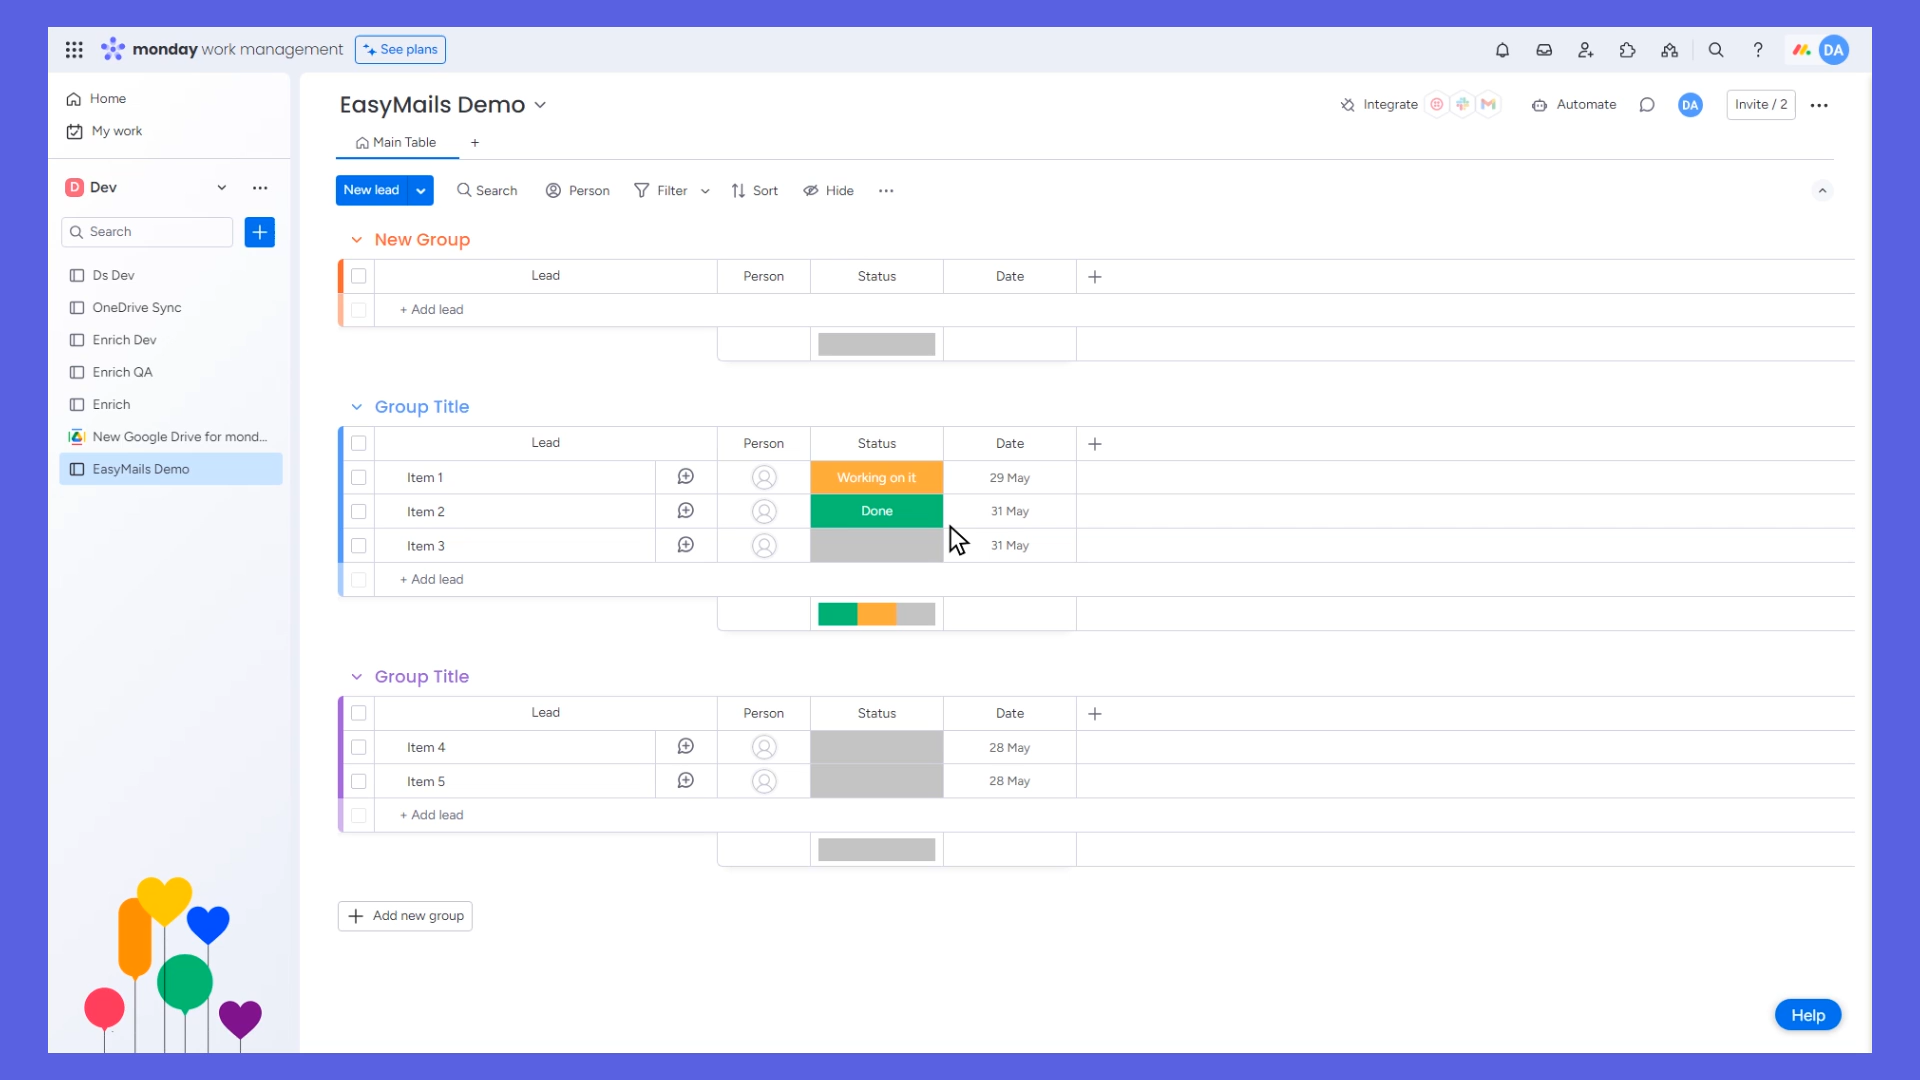 monday work management
See plans
DA
Home
My work
D Dev
Search
Ds Dev
OneDrive Sync
Enrich Dev
Enrich QA
Enrich
New Google Drive for mond...
EasyMails Demo
EasyMails Demo
Integrate
Automate
DA
Invite / 2
Main Table
+
New lead
Search
Person
Filter
Sort
Hide
New Group
Lead Person Status Date +
+ Add lead
Group Title
Lead Person Status Date +
Item 1 Working on it 29 May
Item 2 Done 31 May
Item 3 31 May
+ Add lead
Group Title
Lead Person Status Date +
Item 4 28 May
Item 5 28 May
+ Add lead
+ Add new group
Help